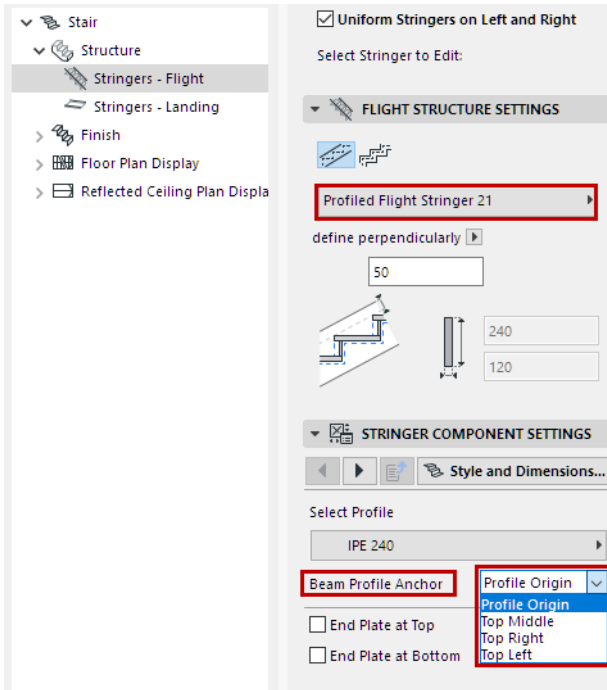 Stair
Structure
Stringers - Flight
Stringers - Landing
Finish
Floor Plan Display
Reflected Ceiling Plan Displa
Uniform Stringers on Left and Right
Select Stringer to Edit:
FLIGHT STRUCTURE SETTINGS
Profiled Flight Stringer 21
define perpendicularly
50
240
120
STRINGER COMPONENT SETTINGS
Style and Dimensions...
Select Profile
IPE 240
Beam Profile Anchor
Profile Origin
Profile Origin
Top Middle
Top Right
Top Left
End Plate at Top
End Plate at Bottom